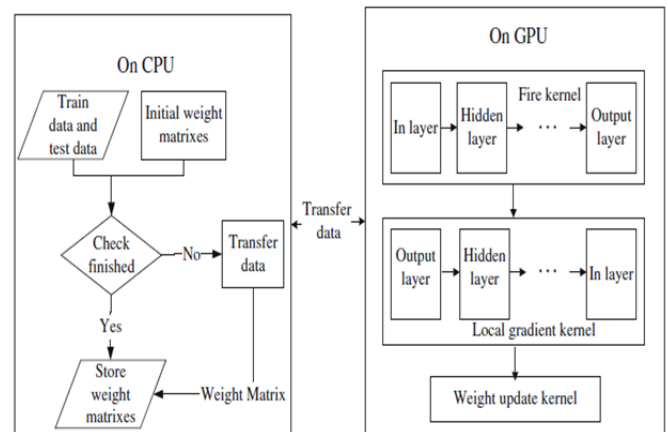 On CPU
Train
data and
test data
Initial weight
matrixes
Check
finished
No
Transfer
data
Yes
Store
weight
matrixes
Weight Matrix
Transfer
data
On GPU
Fire kernel
In layer
Hidden
layer
...
Output
layer
Output
layer
Hidden
layer
...
In layer
Local gradient kernel
Weight update kernel